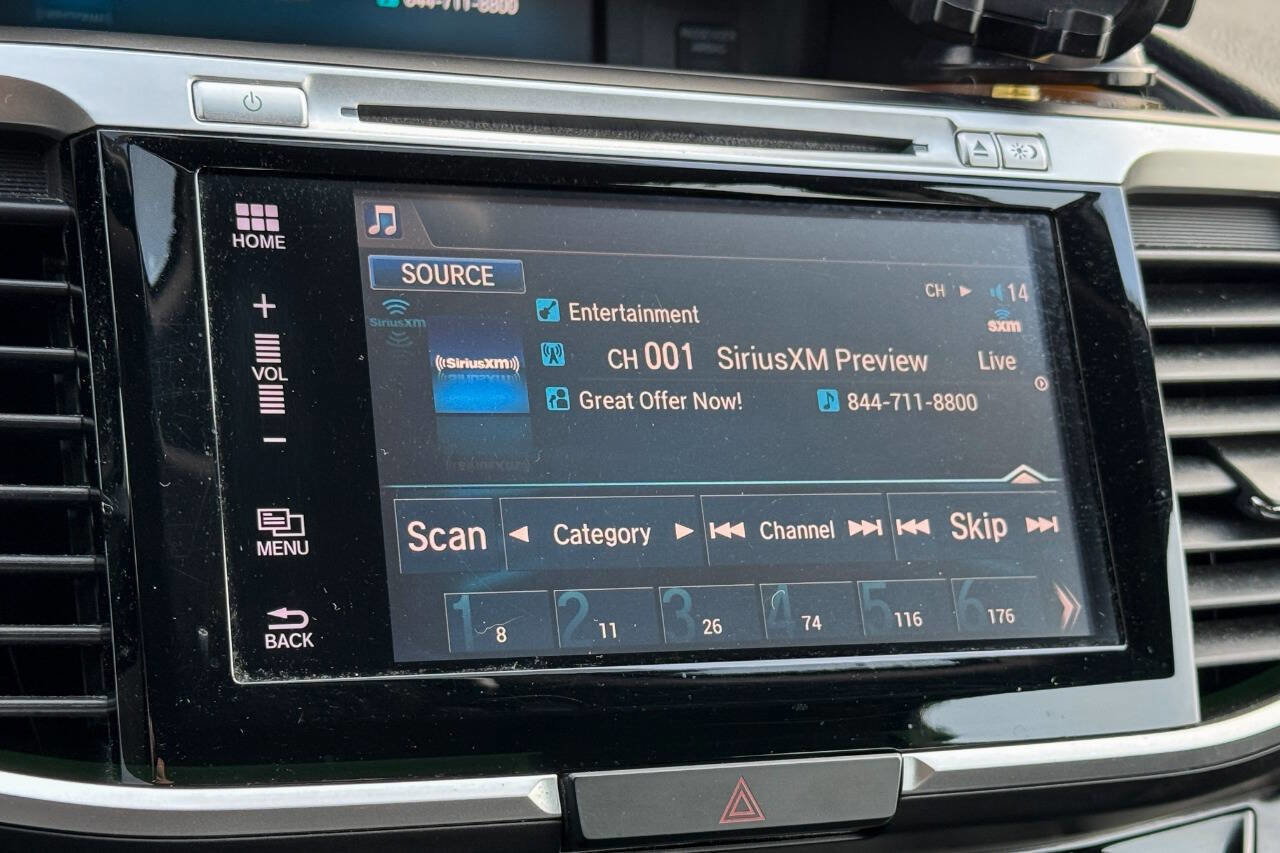 844-711-8800
HOME
+
VOL
−
MENU
BACK
SOURCE
CH 14
SiriusXM
sxm
((SiriusXM))
Entertainment
CH 001 SiriusXM Preview Live
Great Offer Now! 844-711-8800
Scan Category Channel Skip
1 8 2 11 3 26 4 74 5 116 6 176